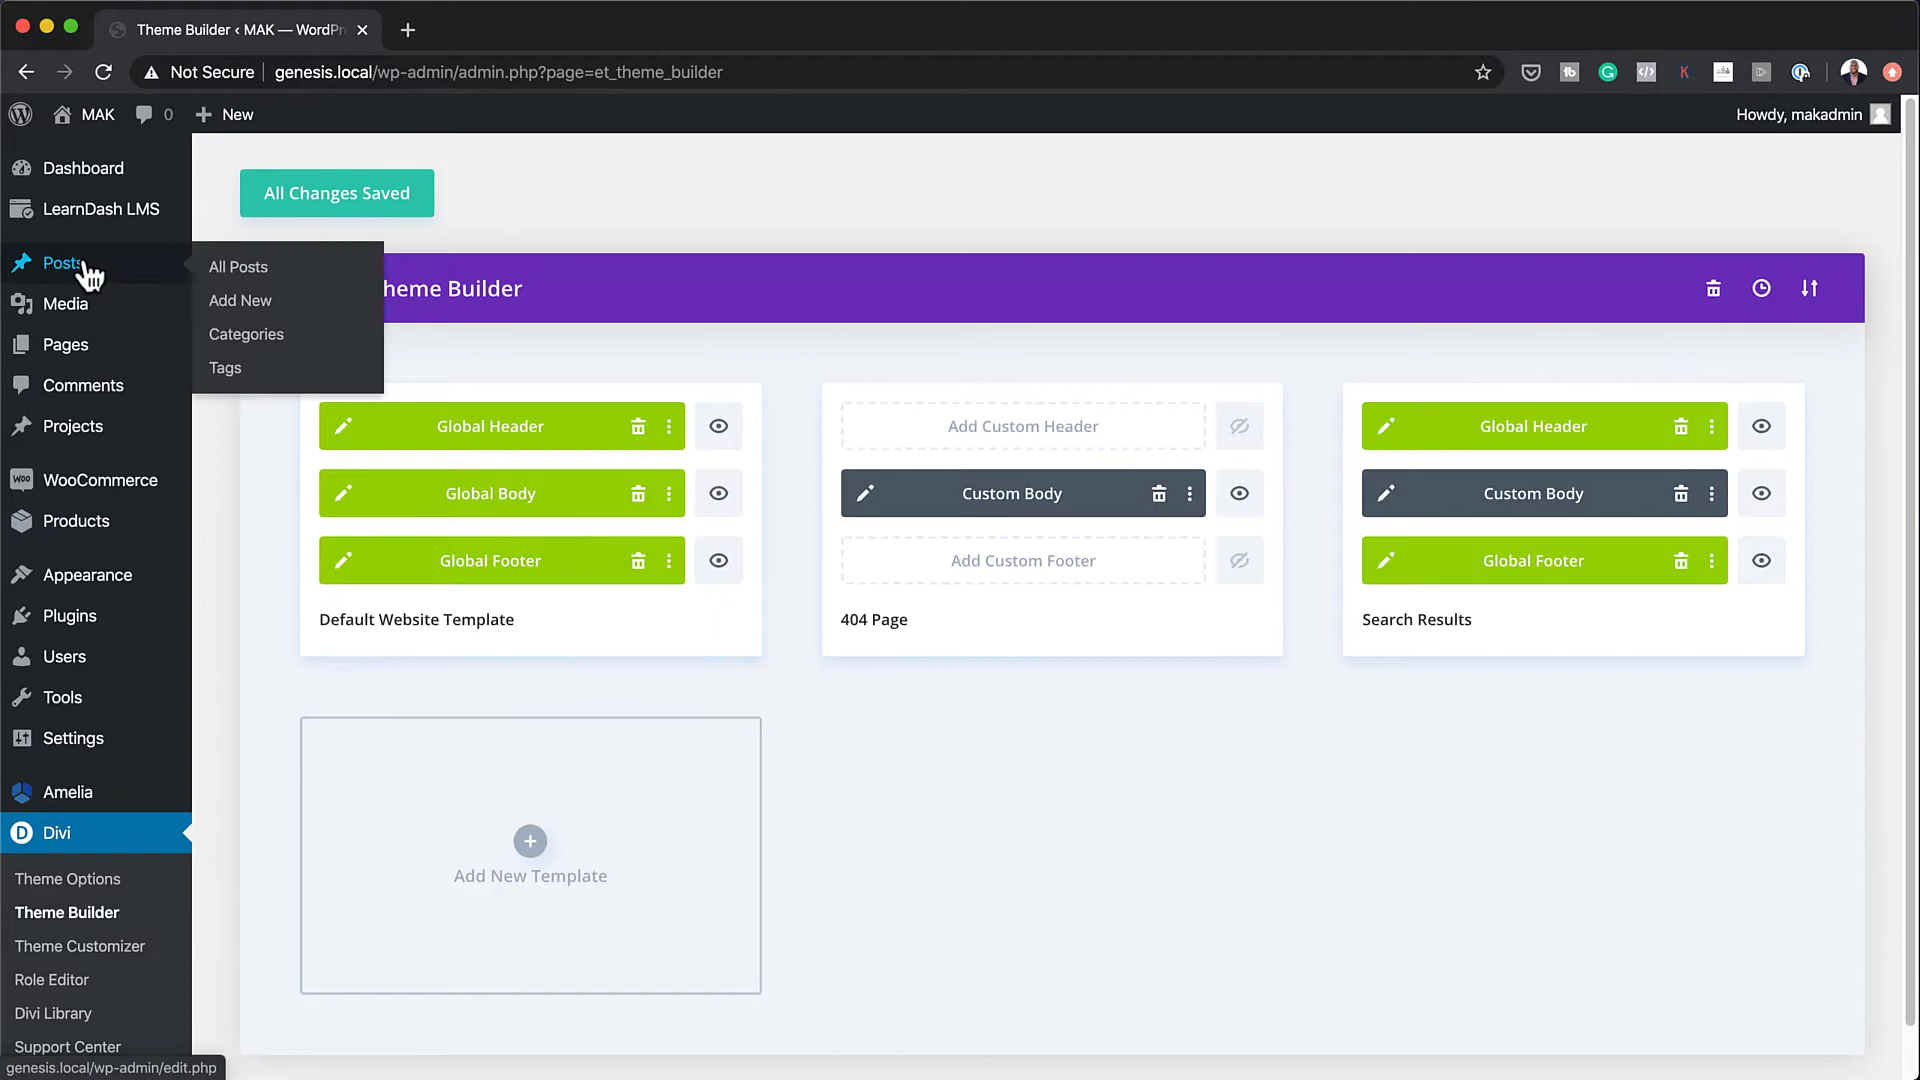 Theme Builder ‹ MAK — WordPr
Not Secure
genesis.local/wp-admin/admin.php?page=et_theme_builder
MAK
0
New
Howdy, makadmin
Dashboard
LearnDash LMS
Posts
Media
Pages
Comments
Projects
WooCommerce
Products
Appearance
Plugins
Users
Tools
Settings
Amelia
Divi
Theme Options
Theme Builder
Theme Customizer
Role Editor
Divi Library
Support Center
genesis.local/wp-admin/edit.php
All Posts
Add New
Categories
Tags
All Changes Saved
heme Builder
Global Header
Global Body
Global Footer
Default Website Template
Add Custom Header
Custom Body
Add Custom Footer
404 Page
Global Header
Custom Body
Global Footer
Search Results
Add New Template